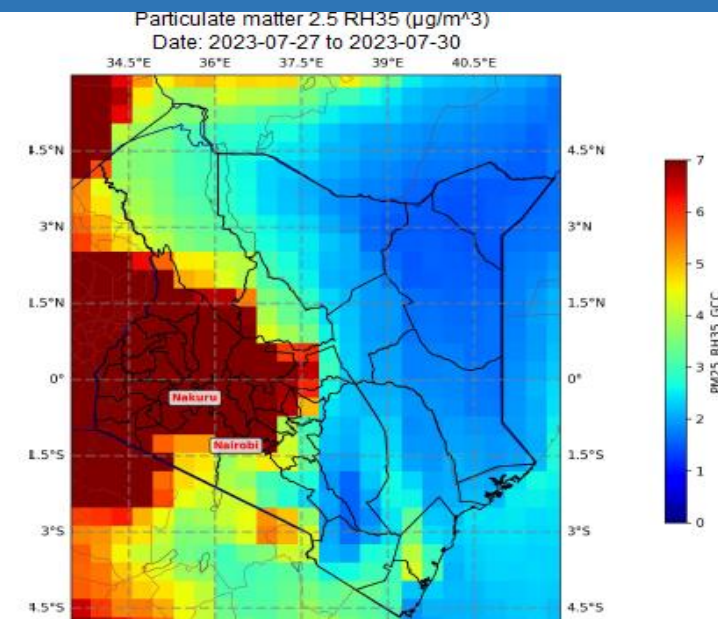 Particulate matter 2.5 RH35 (µg/m^3)
Date: 2023-07-27 to 2023-07-30
34.5°E 36°E 37.5°E 39°E 40.5°E
4.5°N 4.5°N
3°N 3°N
1.5°N 1.5°N
0° 0°
Nakuru
Nairobi
1.5°S 1.5°S
3°S 3°S
4.5°S 4.5°S
7
6
5
4
3
2
1
0
PM25_RH35_GCC